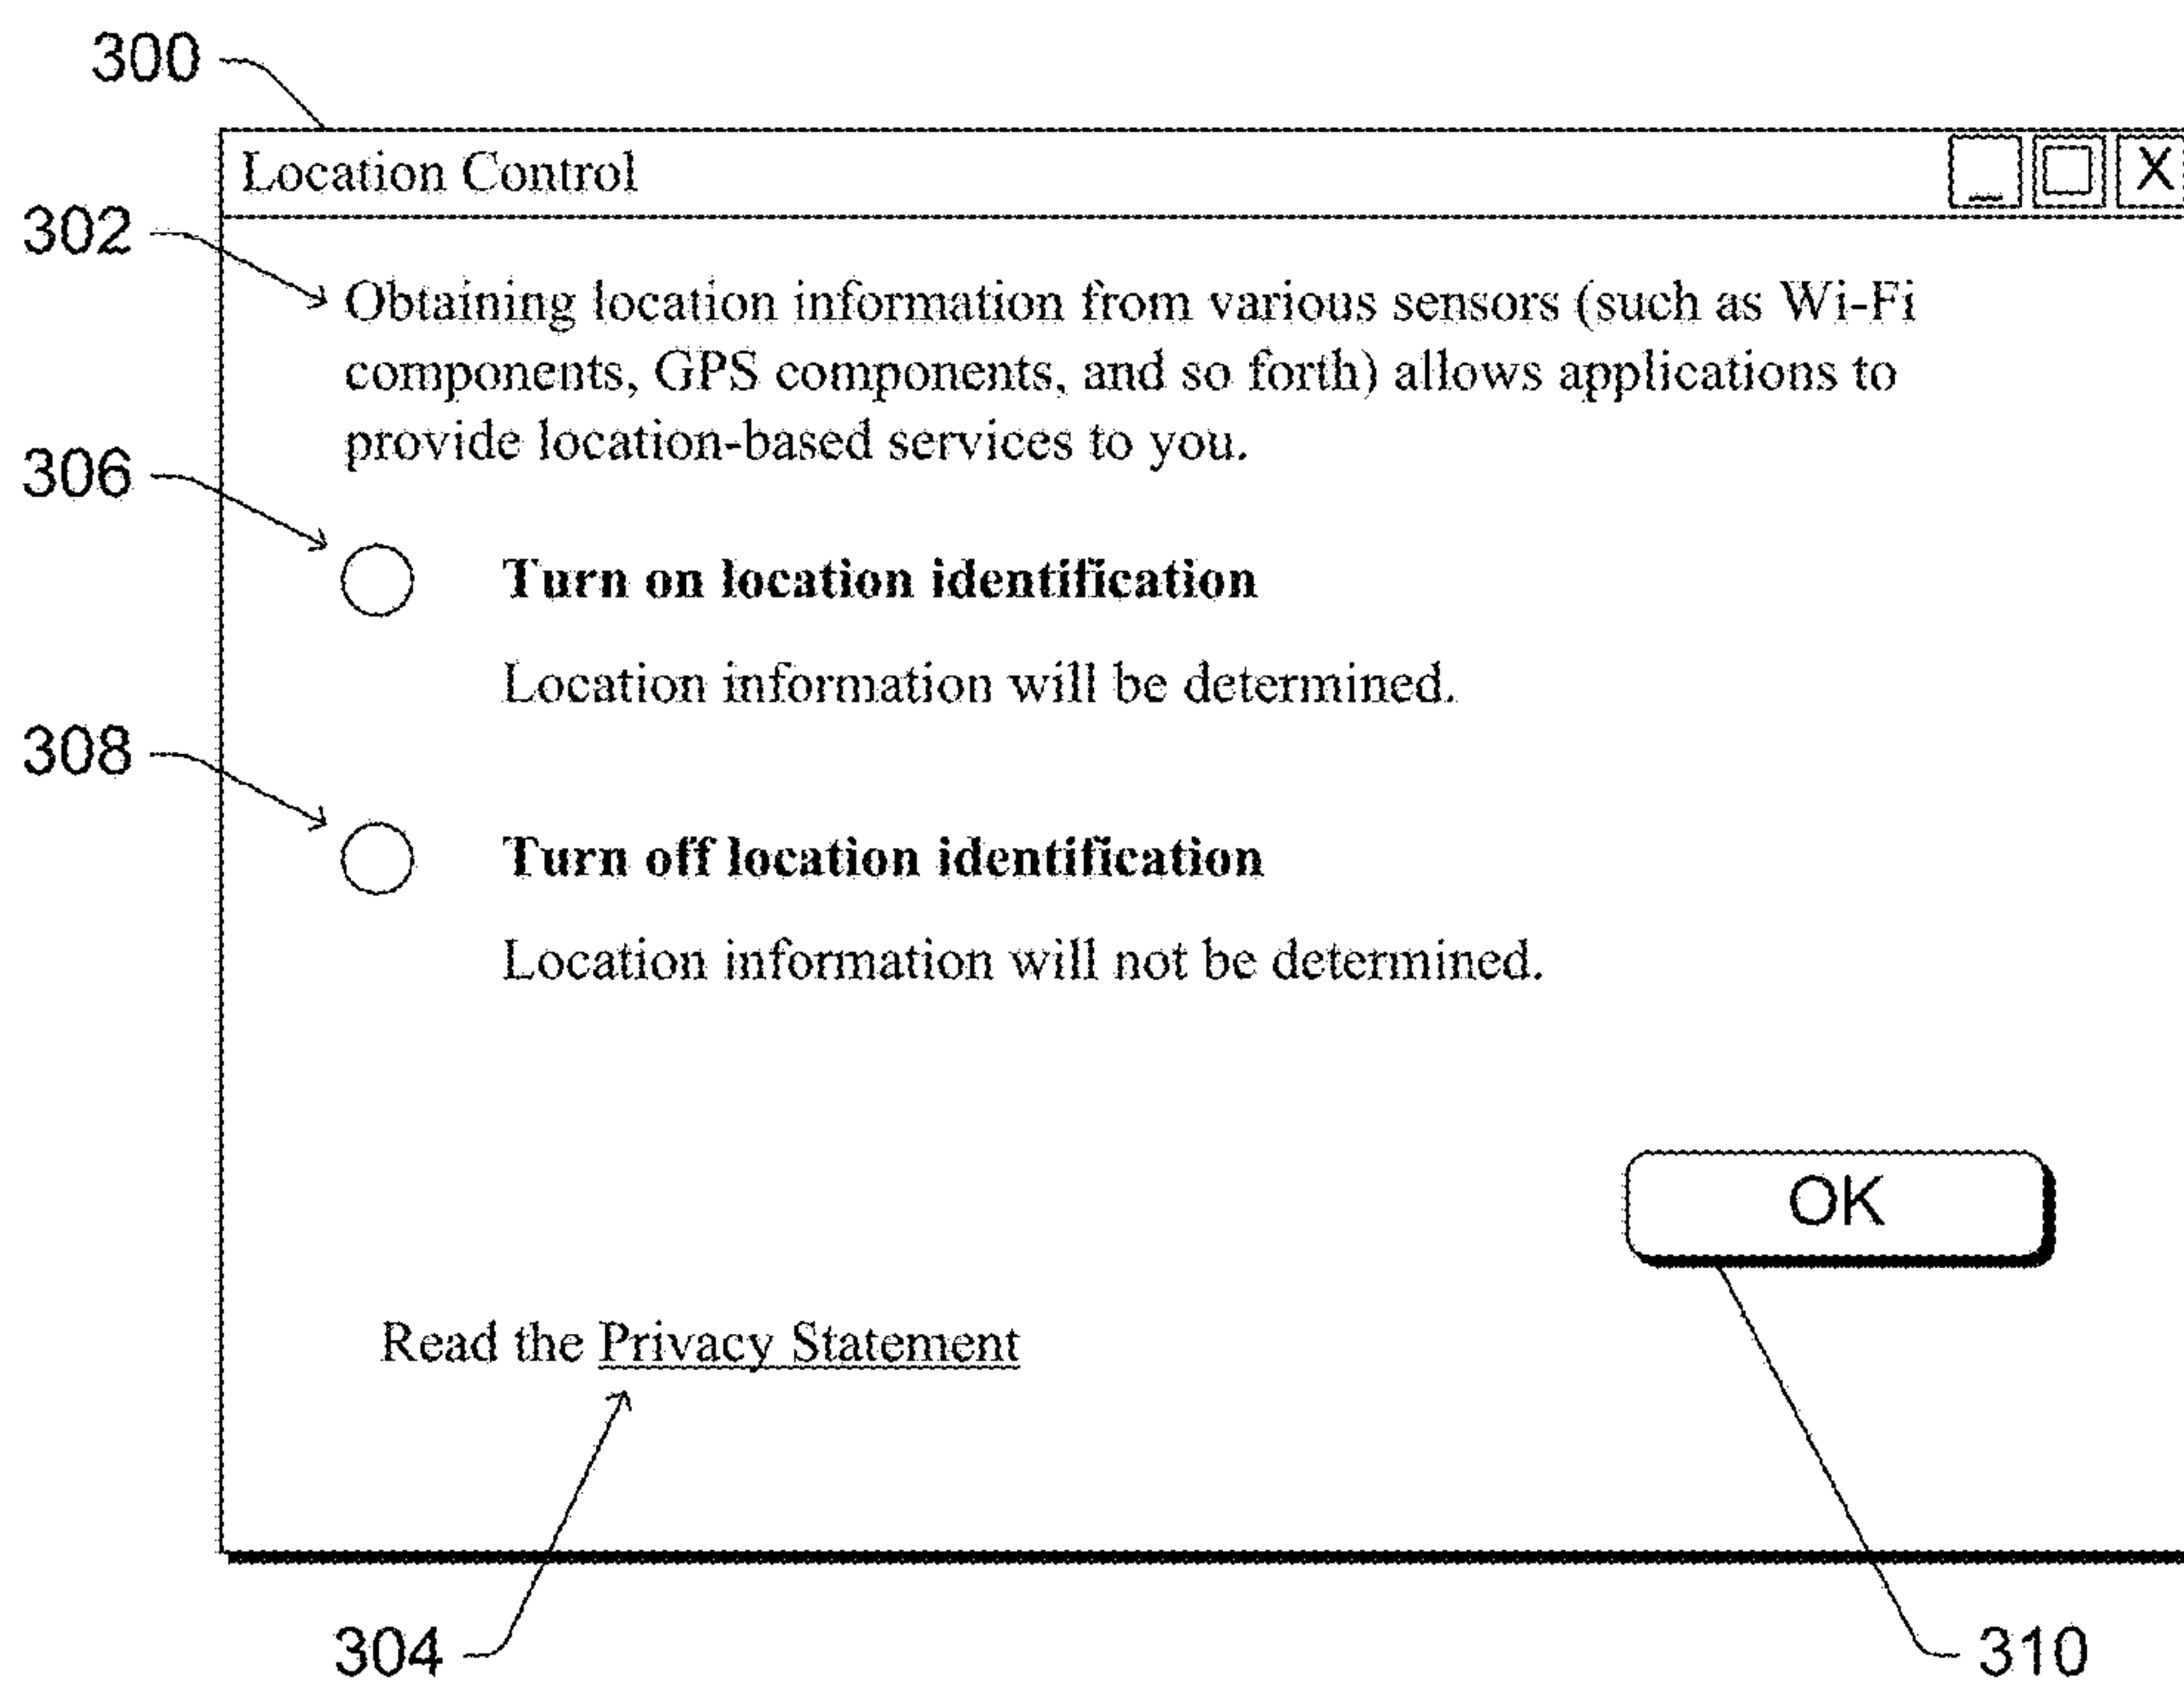 300
Location Control
_ X
302
Obtaining location information from various sensors (such as Wi-Fi
components, GPS components, and so forth) allows applications to
provide location-based services to you.
306
Turn on location identification
Location information will be determined.
308
Turn off location identification
Location information will not be determined.
OK
Read the Privacy Statement
304
310